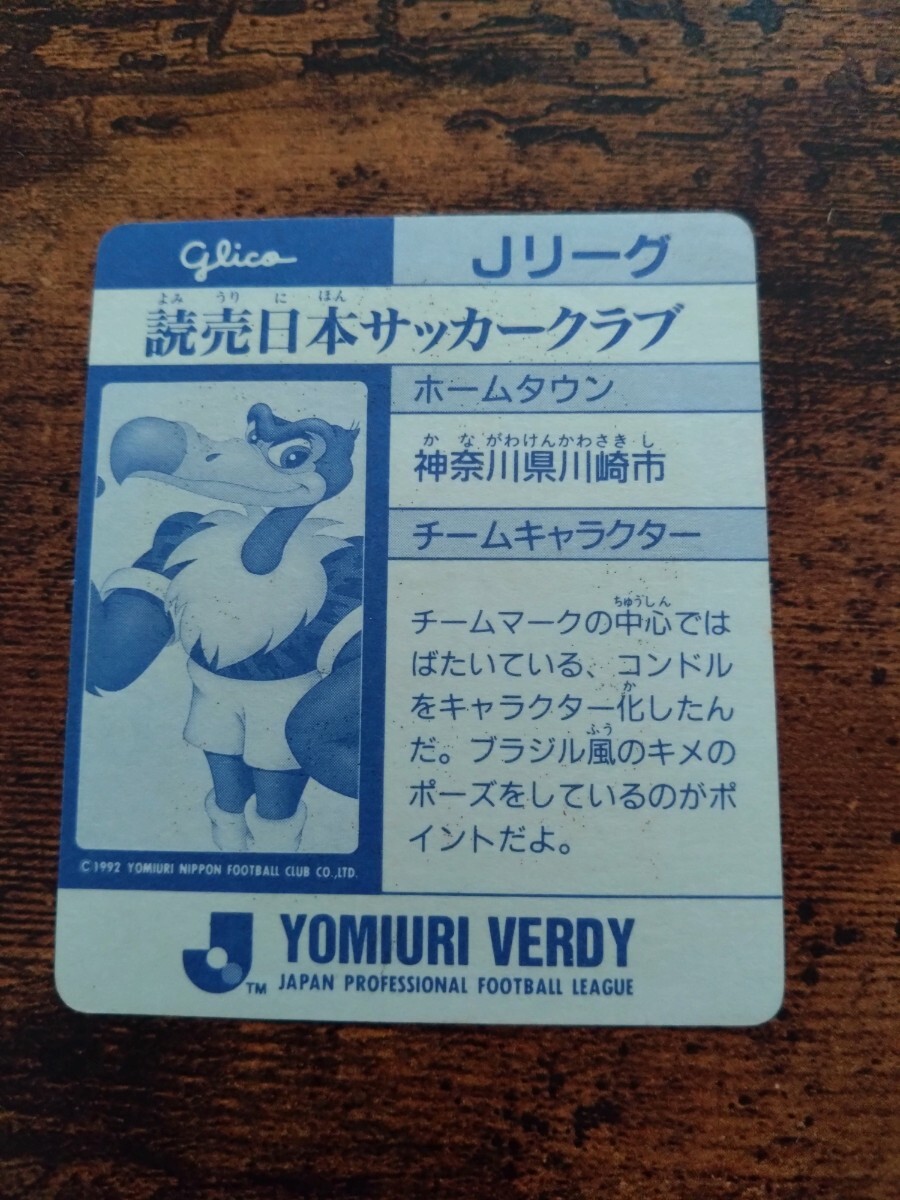 glico
Jリーグ
よみ うり に ほん
読売日本サッカークラブ
ホームタウン
か な がわけんかわさき し
神奈川県川崎市
チームキャラクター
ちゅうしん
チームマークの中心では
ばたいている、コンドル
か
をキャラクター化したん
ふう
だ。ブラジル風のキメの
ポーズをしているのがポ
イントだよ。
©1992 YOMIURI NIPPON FOOTBALL CLUB CO.,LTD.
J TM YOMIURI VERDY
JAPAN PROFESSIONAL FOOTBALL LEAGUE